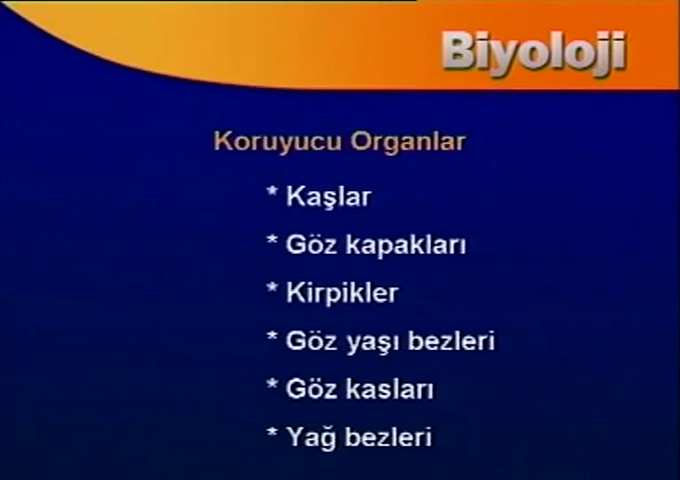 Biyoloji
Koruyucu Organlar
* Kaşlar
* Göz kapakları
* Kirpikler
* Göz yaşı bezleri
* Göz kasları
* Yağ bezleri